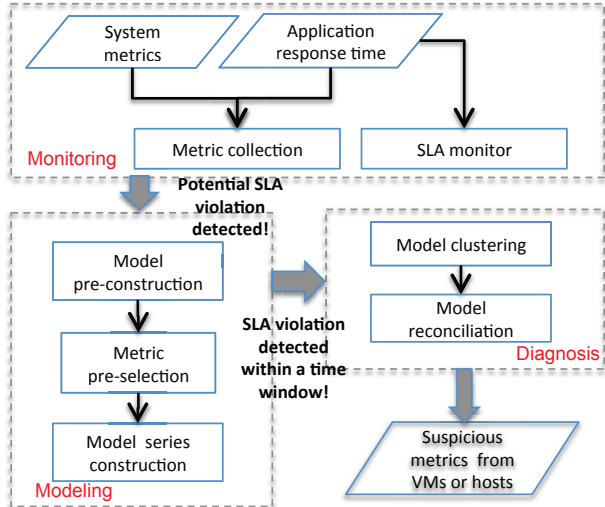 System
metrics
Application
response time
Metric collection
SLA monitor
Monitoring
Potential SLA
violation
detected!
Model
pre-construction
Metric
pre-selection
Model series
construction
Modeling
SLA violation
detected
within a time
window!
Model clustering
Model
reconciliation
Diagnosis
Suspicious
metrics from
VMs or hosts